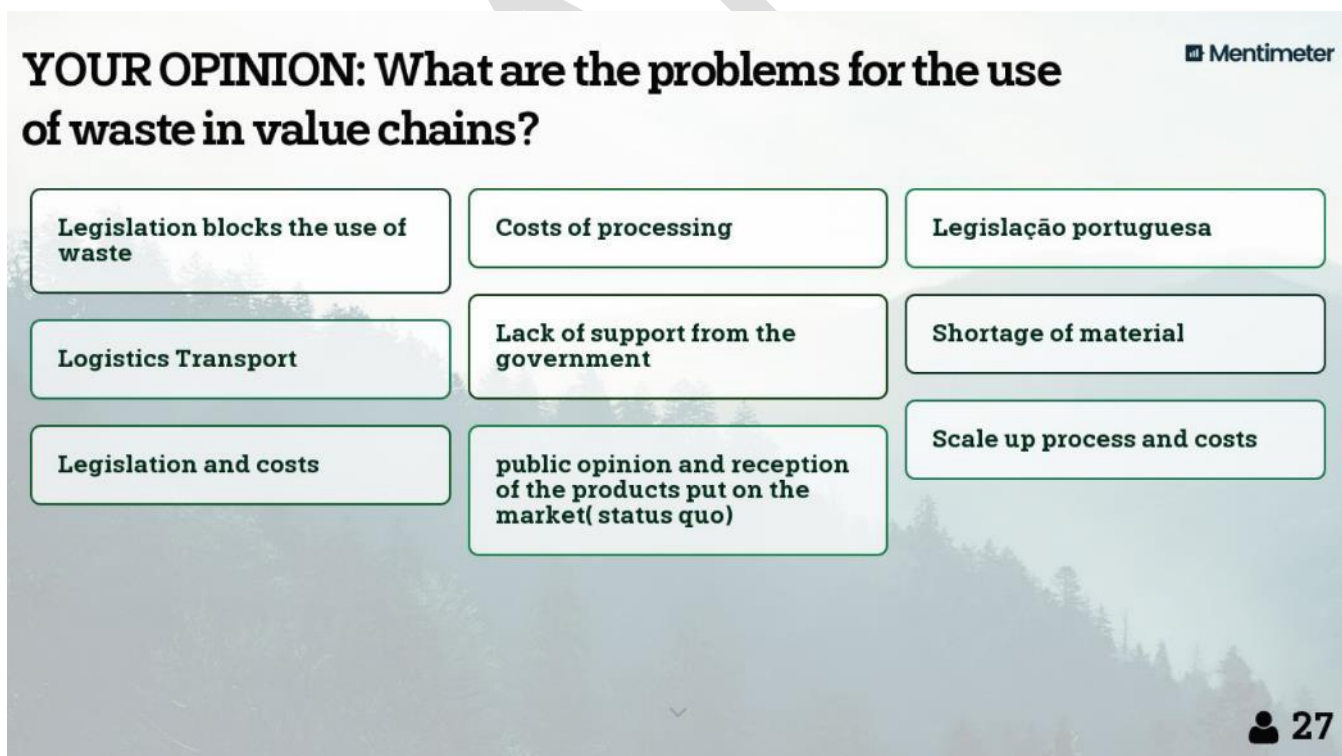 YOUR OPINION: What are the problems for the use
of waste in value chains?
Mentimeter
Legislation blocks the use of
waste
Logistics Transport
Legislation and costs
Costs of processing
Lack of support from the
government
public opinion and reception
of the products put on the
market( status quo)
Legislação portuguesa
Shortage of material
Scale up process and costs
27